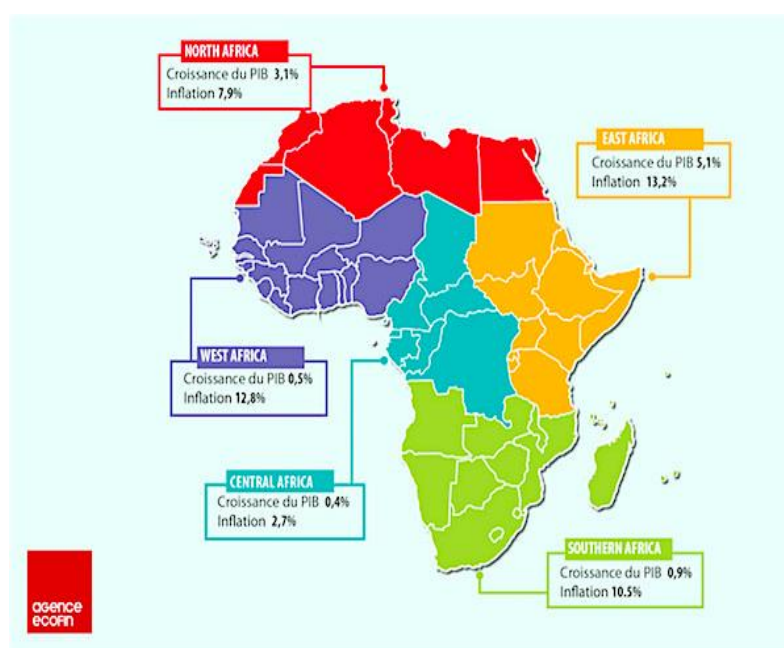 NORTH AFRICA
Croissance du PIB 3,1%
Inflation 7,9%
EAST AFRICA
Croissance du PIB 5,1%
Inflation 13,2%
WEST AFRICA
Croissance du PIB 0,5%
Inflation 12,8%
CENTRAL AFRICA
Croissance du PIB 0,4%
Inflation 2,7%
SOUTHERN AFRICA
Croissance du PIB 0,9%
Inflation 10.5%
agence
ecofin